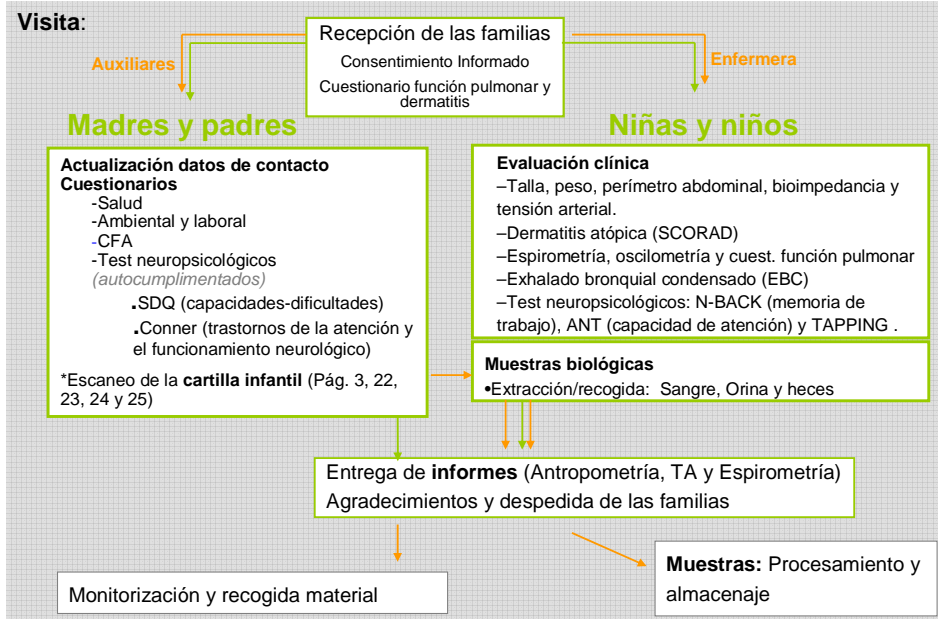 Visita:
Recepción de las familias
Consentimiento Informado
Cuestionario función pulmonar y
dermatitis
Auxiliares
Enfermera
Madres y padres
Actualización datos de contacto
Cuestionarios
-Salud
-Ambiental y laboral
-CFA
-Test neuropsicológicos
(autocumplimentados)
.SDQ (capacidades-dificultades)
.Conner (trastornos de la atención y
el funcionamiento neurológico)
*Escaneo de la cartilla infantil (Pág. 3, 22,
23, 24 y 25)
Niñas y niños
Evaluación clínica
–Talla, peso, perímetro abdominal, bioimpedancia y
tensión arterial.
–Dermatitis atópica (SCORAD)
–Espirometría, oscilometría y cuest. función pulmonar
–Exhalado bronquial condensado (EBC)
–Test neuropsicológicos: N-BACK (memoria de
trabajo), ANT (capacidad de atención) y TAPPING .
Muestras biológicas
•Extracción/recogida: Sangre, Orina y heces
Entrega de informes (Antropometría, TA y Espirometría)
Agradecimientos y despedida de las familias
Monitorización y recogida material
Muestras: Procesamiento y
almacenaje